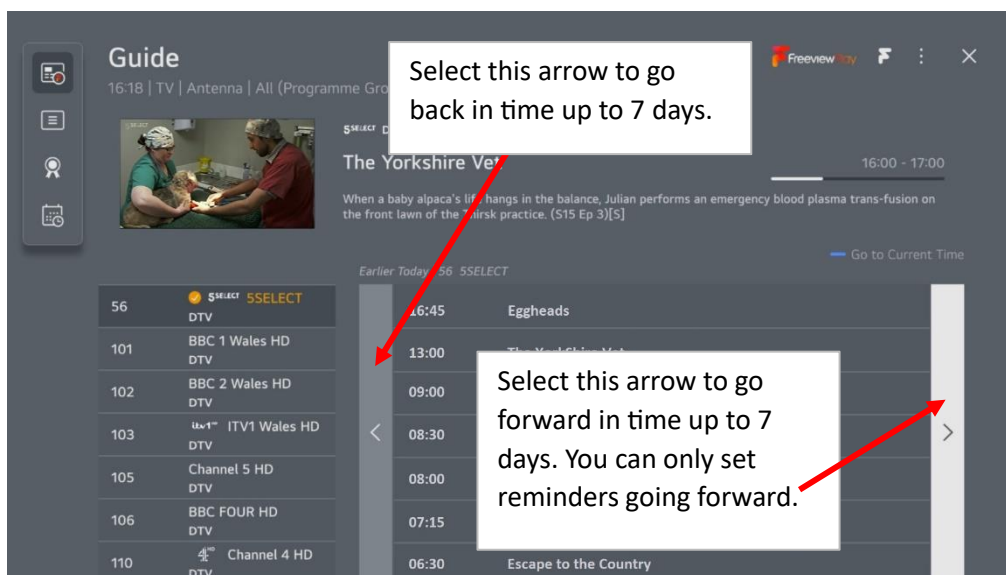 Guide
16:18 | TV | Antenna | All (Programme Gro
Select this arrow to go
back in time up to 7 days.
Freeview Play
5SELECT
The Yorkshire Vet
16:00 - 17:00
When a baby alpaca's life hangs in the balance, Julian performs an emergency blood plasma trans-fusion on
the front lawn of the Thirsk practice. (S15 Ep 3)[S]
Go to Current Time
Earlier Today 56 5SELECT
56 5SELECT 5SELECT
DTV
101 BBC 1 Wales HD
DTV
102 BBC 2 Wales HD
DTV
103 itv1 HD ITV1 Wales HD
DTV
105 Channel 5 HD
DTV
106 BBC FOUR HD
DTV
110 4 HD Channel 4 HD
DTV
16:45 Eggheads
13:00
09:00
08:30
08:00
07:15
06:30 Escape to the Country
Select this arrow to go
forward in time up to 7
days. You can only set
reminders going forward.